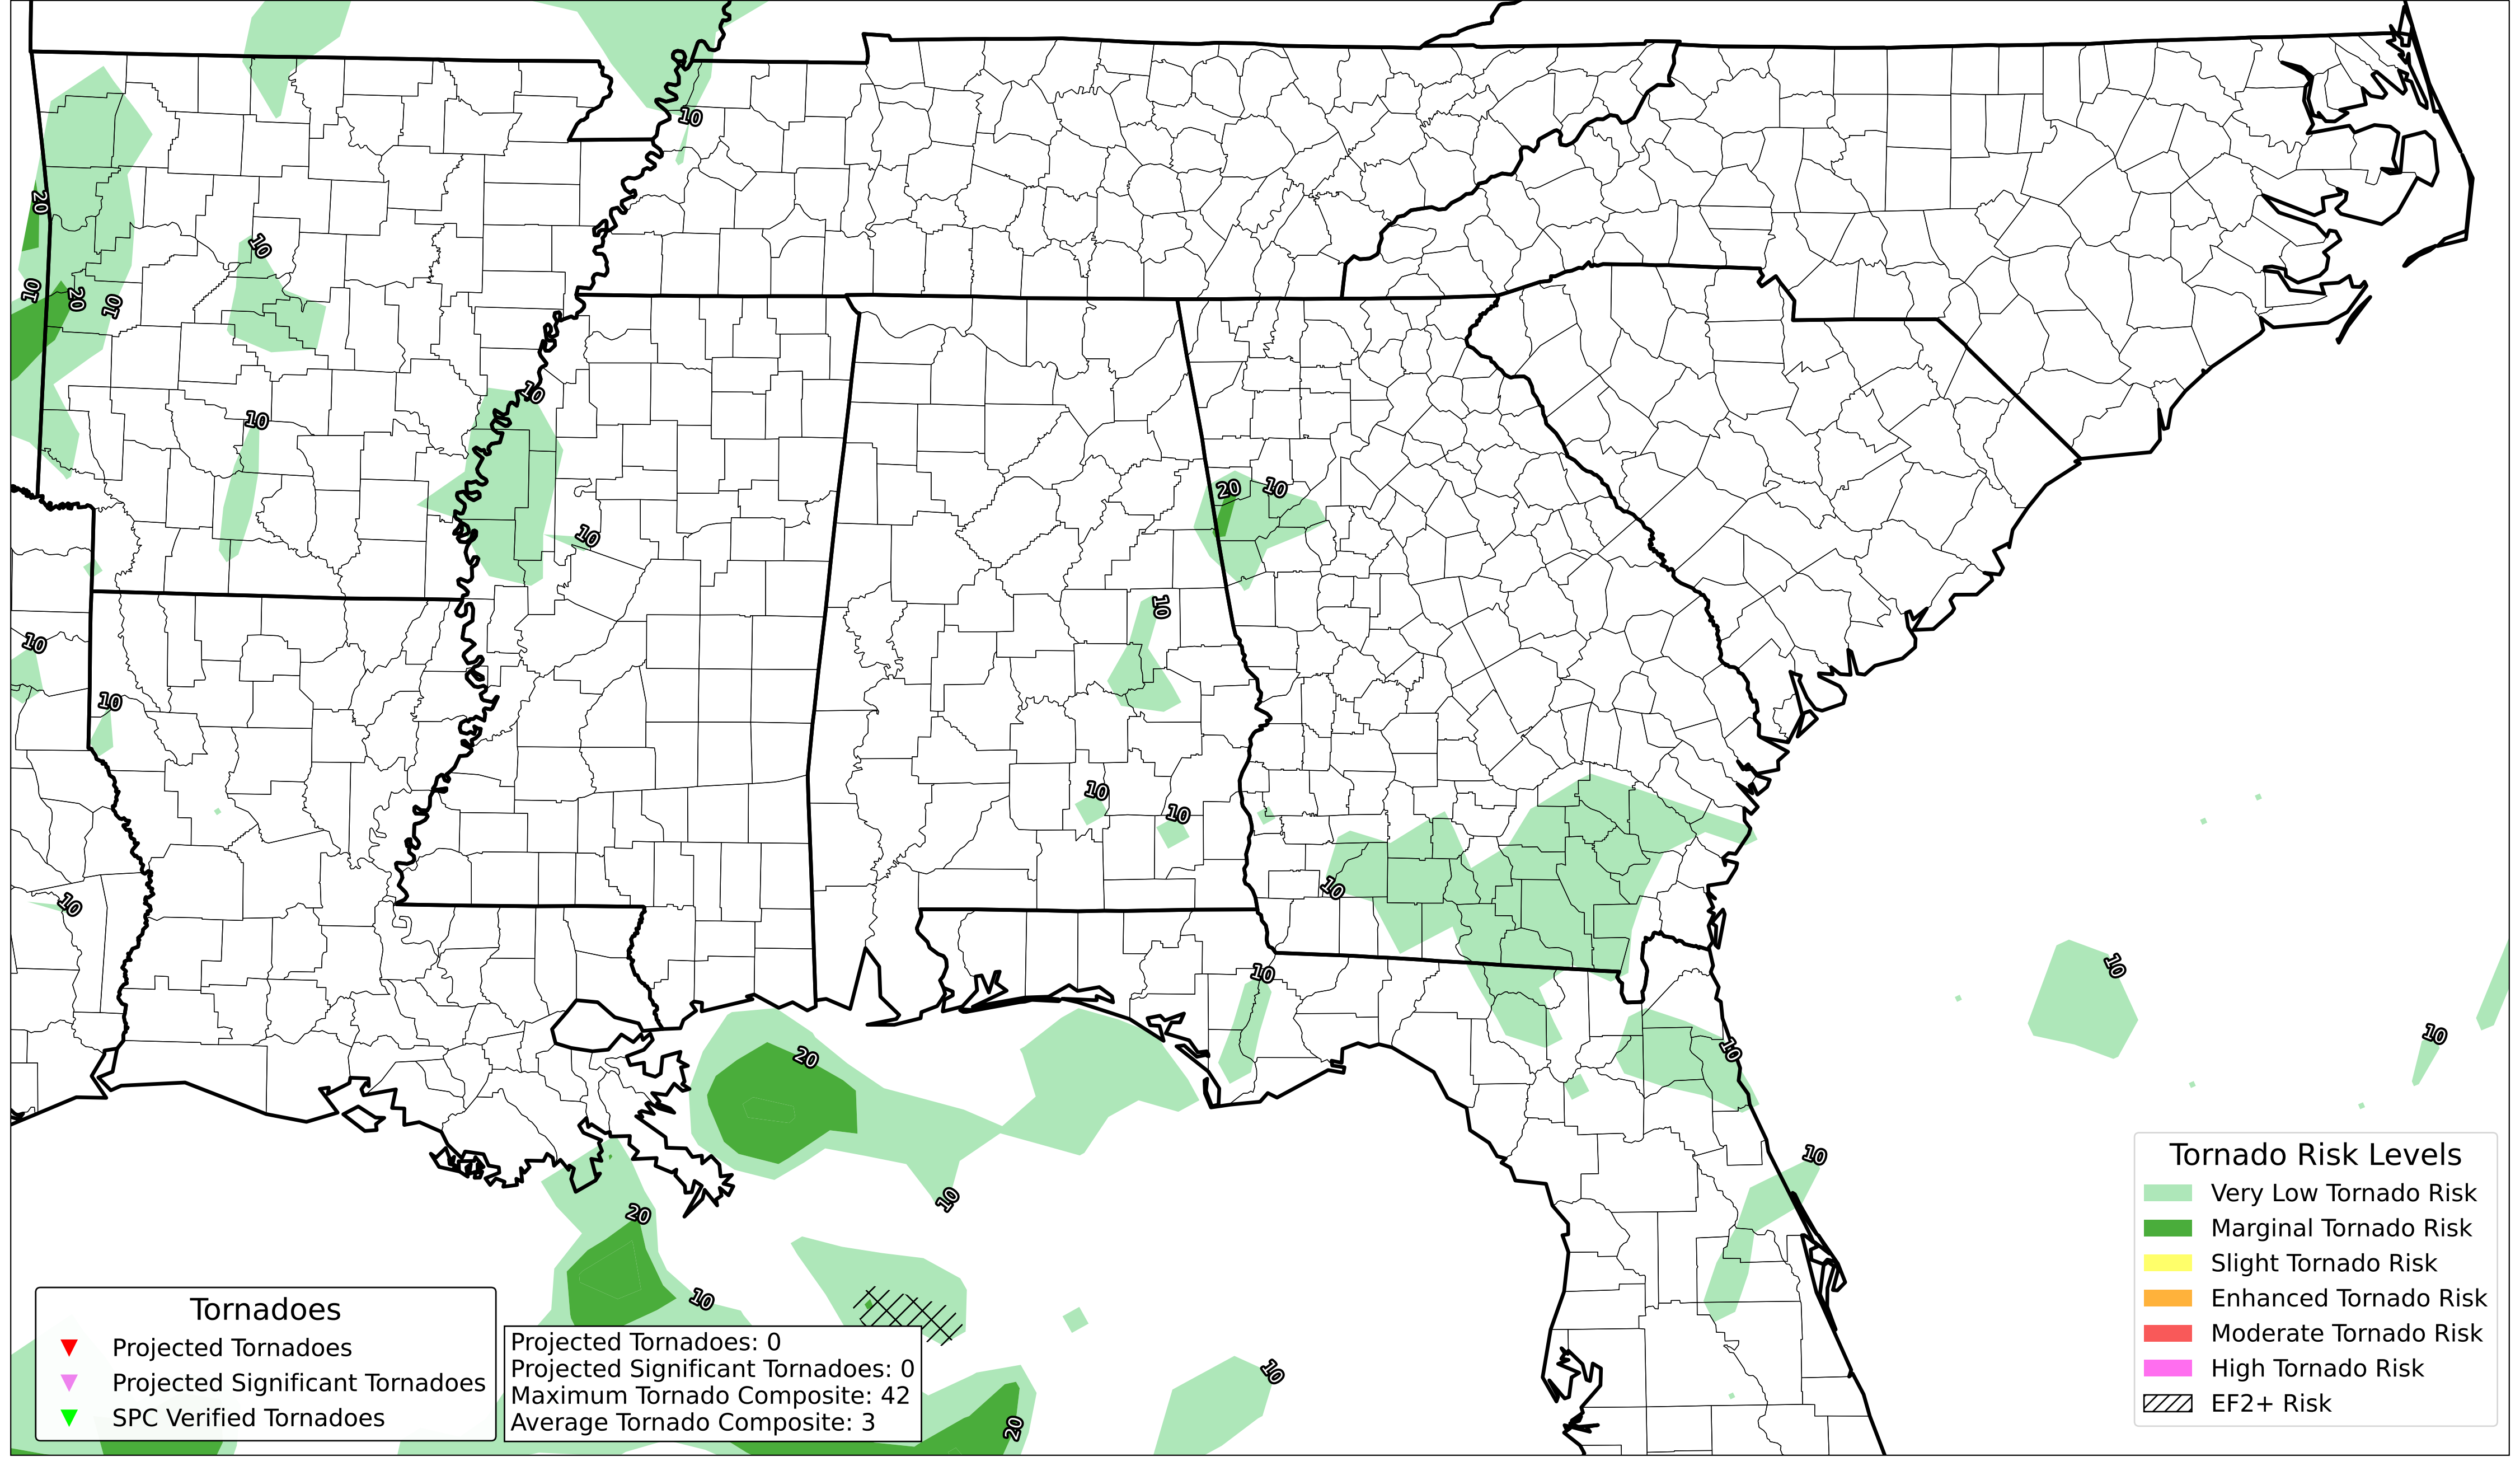 10
20
10
10
20
10
10
10
10
20
10
10
10
10
10
10
10
10
10
10
10
10
20
10
10
10
20
10
10
20
Tornadoes
Projected Tornadoes
Projected Significant Tornadoes
SPC Verified Tornadoes
Projected Tornadoes: 0
Projected Significant Tornadoes: 0
Maximum Tornado Composite: 42
Average Tornado Composite: 3
Tornado Risk Levels
Very Low Tornado Risk
Marginal Tornado Risk
Slight Tornado Risk
Enhanced Tornado Risk
Moderate Tornado Risk
High Tornado Risk
EF2+ Risk